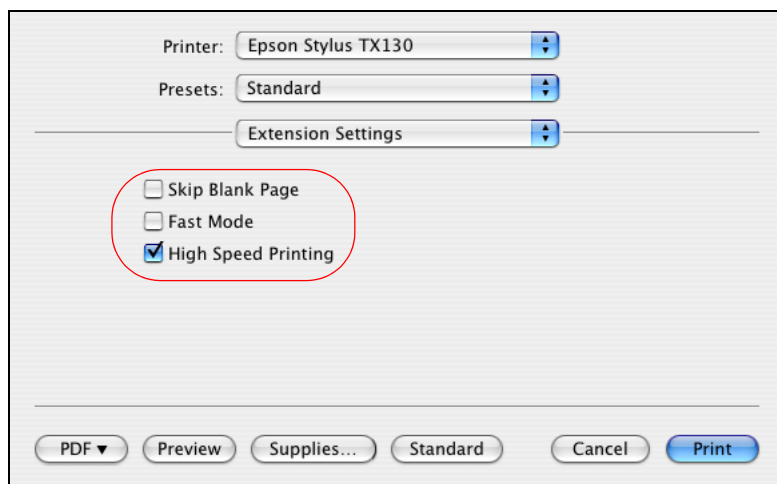 Printer: Epson Stylus TX130
Presets: Standard
Extension Settings
Skip Blank Page
Fast Mode
High Speed Printing
PDF▼ Preview Supplies... Standard Cancel Print